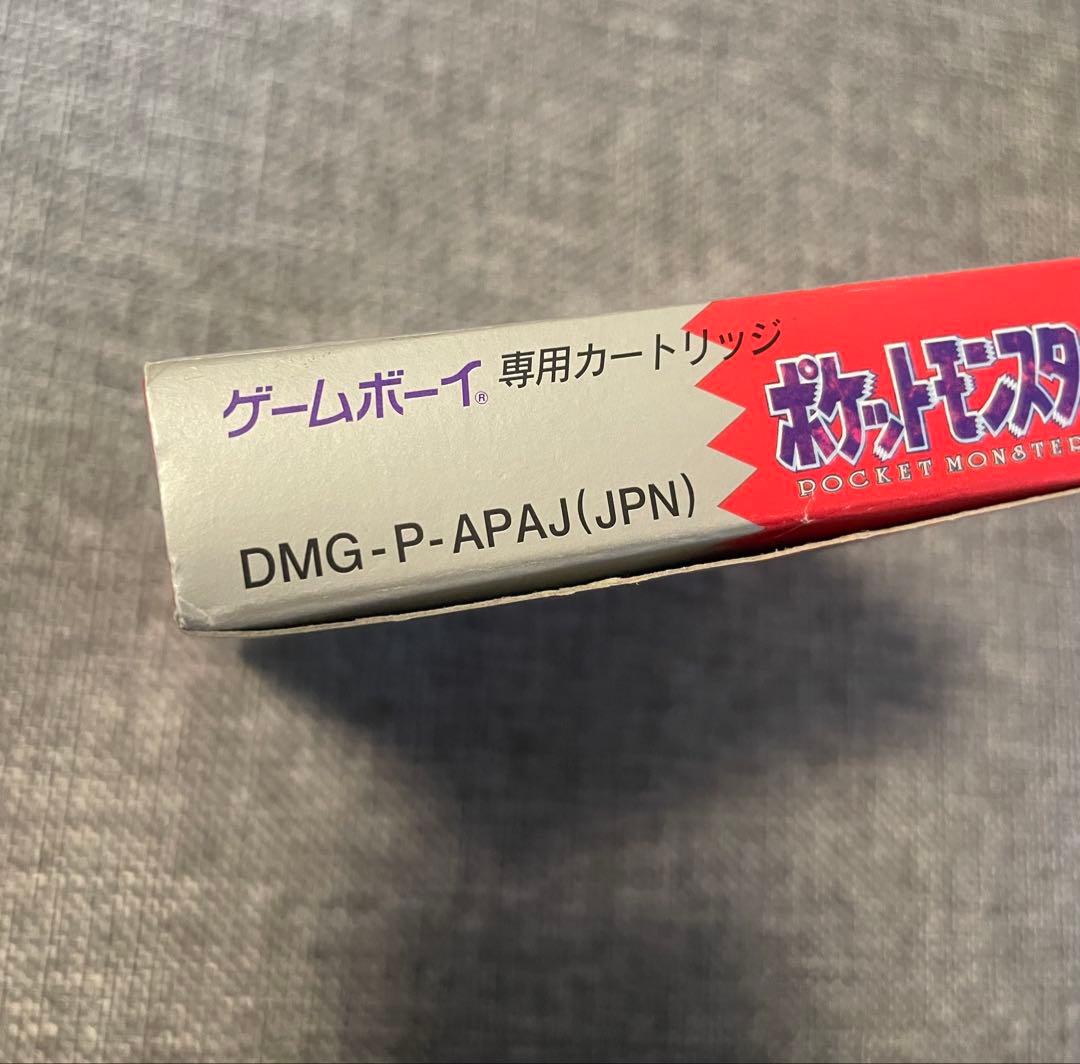 ゲームボーイ® 専用カートリッジ
DMG-P-APAJ(JPN)
ポケットモンスタ
POCKET MONSTER